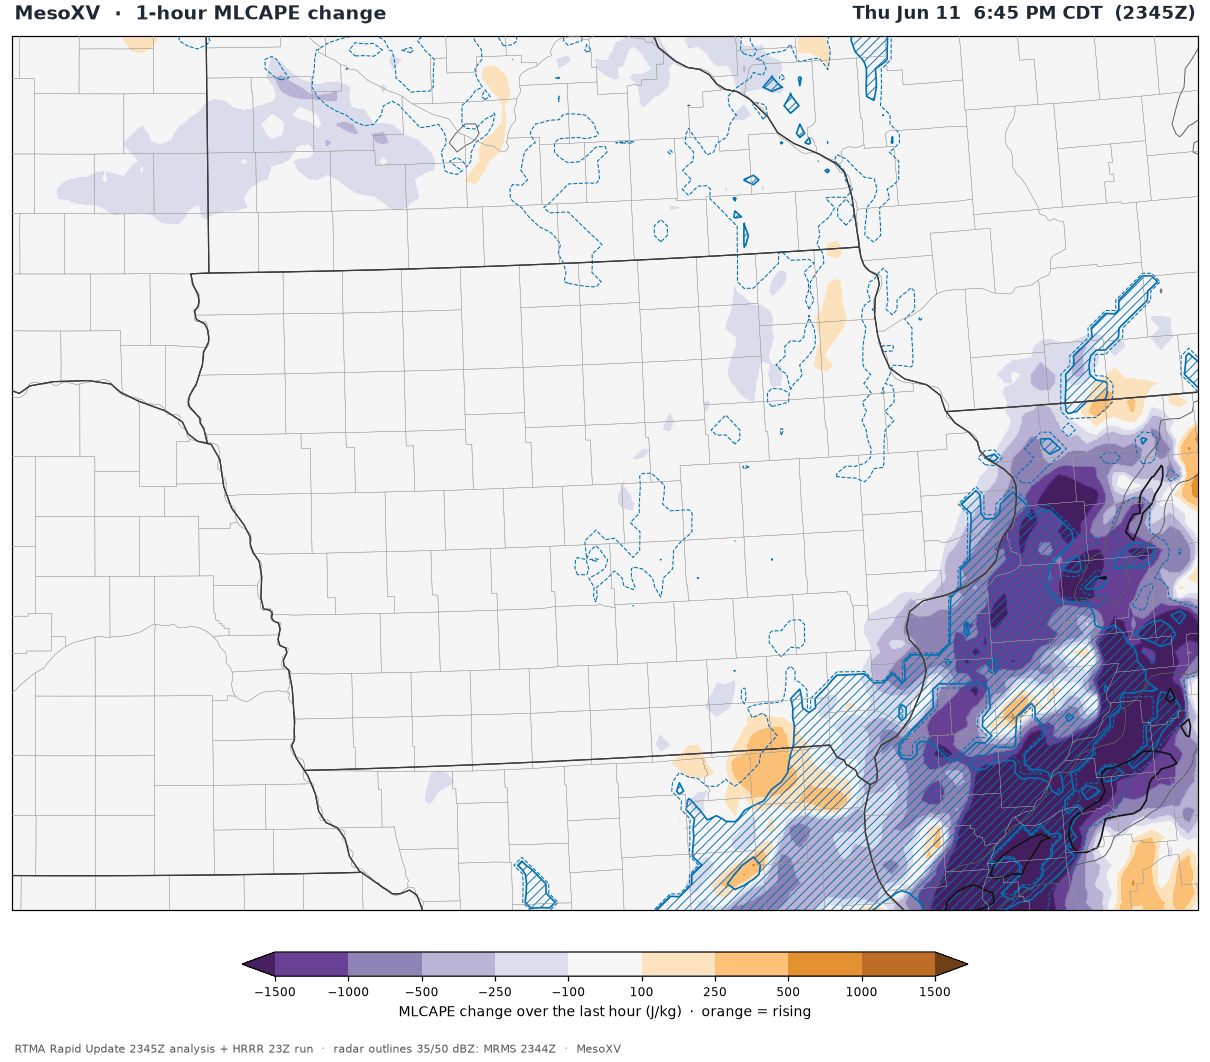 MesoXV · 1-hour MLCAPE change
Thu Jun 11 6:45 PM CDT (2345Z)
−1500 −1000 −500 −250 −100 100 250 500 1000 1500
MLCAPE change over the last hour (J/kg) · orange = rising
RTMA Rapid Update 2345Z analysis + HRRR 23Z run · radar outlines 35/50 dBZ: MRMS 2344Z · MesoXV